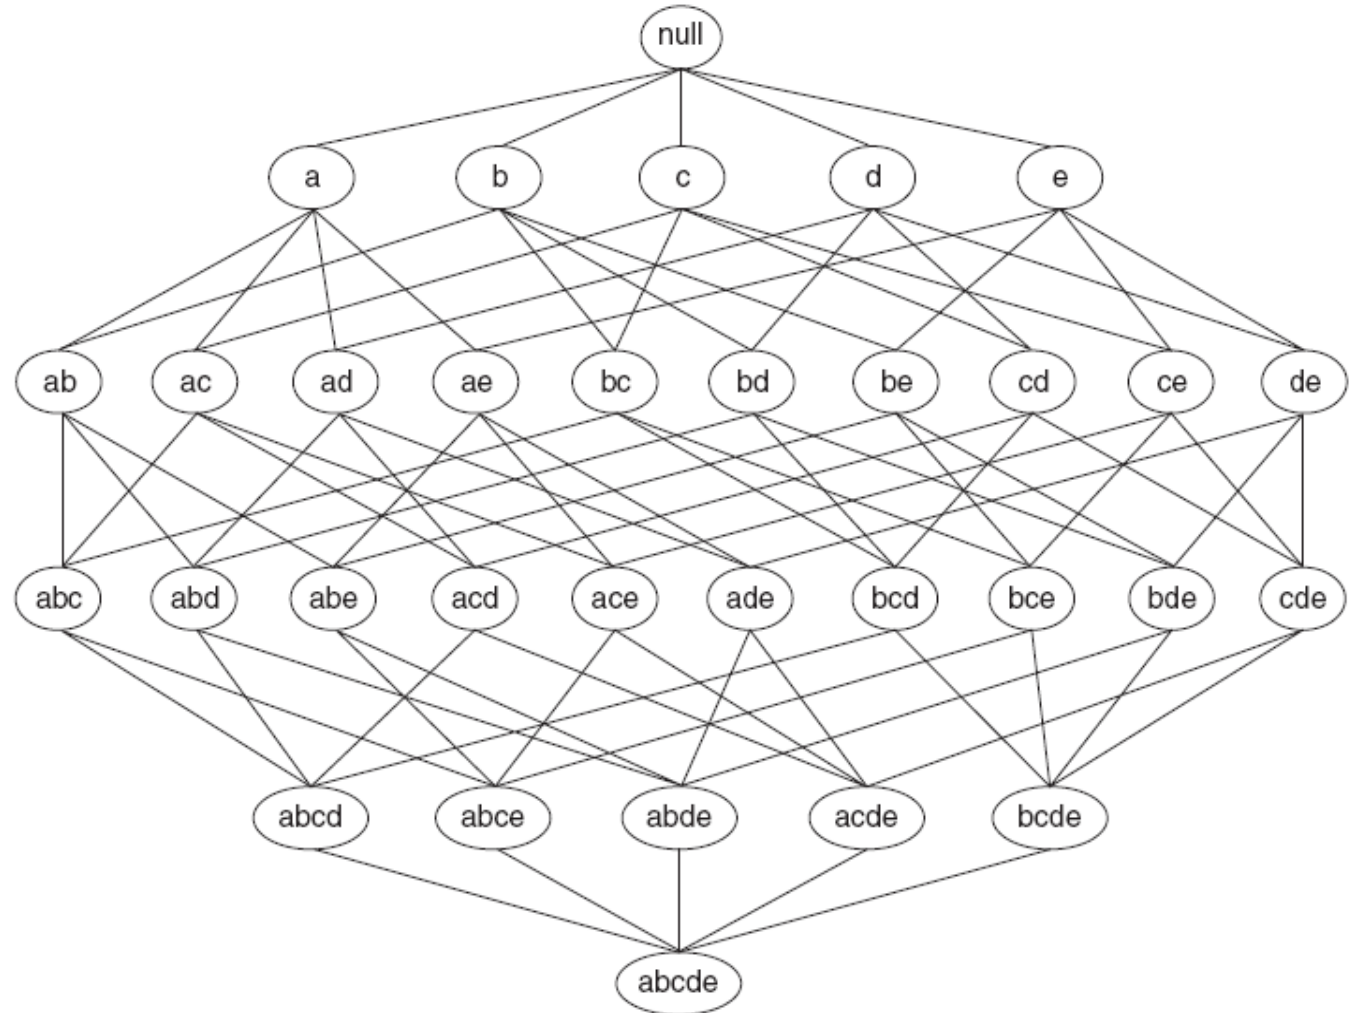 null
a b c d e
ab ac ad ae bc bd be cd ce de
abc abd abe acd ace ade bcd bce bde cde
abcd abce abde acde bcde
abcde